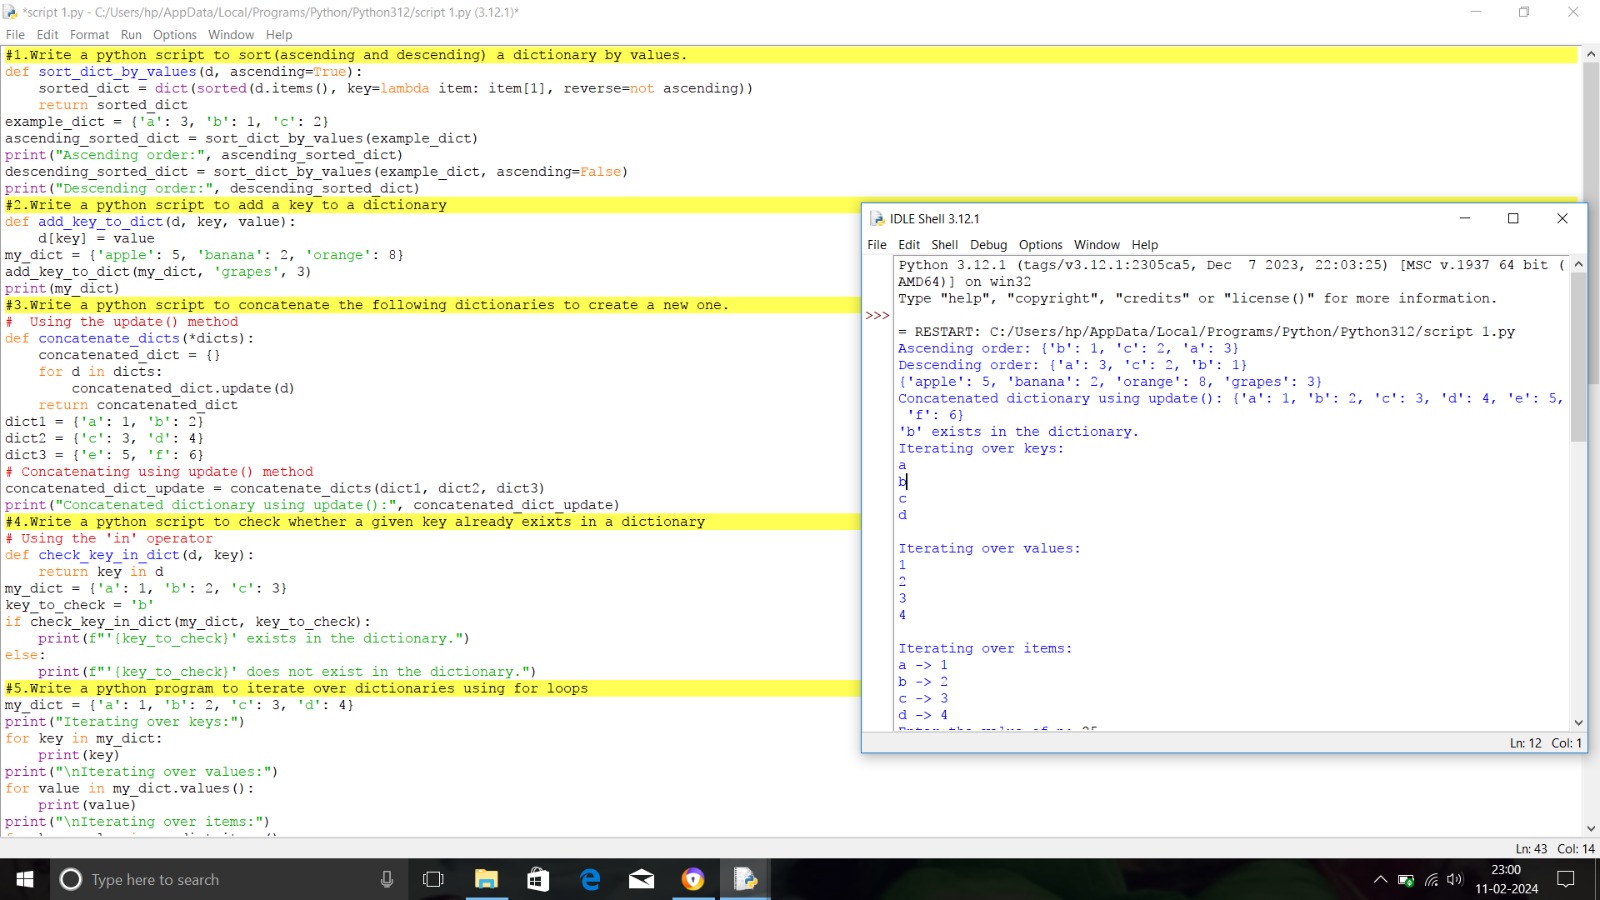 *script 1.py - C:/Users/hp/AppData/Local/Programs/Python/Python312/script 1.py (3.12.1)*
File Edit Format Run Options Window Help
#1.Write a python script to sort(ascending and descending) a dictionary by values.
def sort_dict_by_values(d, ascending=True):
    sorted_dict = dict(sorted(d.items(), key=lambda item: item[1], reverse=not ascending))
    return sorted_dict
example_dict = {'a': 3, 'b': 1, 'c': 2}
ascending_sorted_dict = sort_dict_by_values(example_dict)
print("Ascending order:", ascending_sorted_dict)
descending_sorted_dict = sort_dict_by_values(example_dict, ascending=False)
print("Descending order:", descending_sorted_dict)
#2.Write a python script to add a key to a dictionary
def add_key_to_dict(d, key, value):
    d[key] = value
my_dict = {'apple': 5, 'banana': 2, 'orange': 8}
add_key_to_dict(my_dict, 'grapes', 3)
print(my_dict)
#3.Write a python script to concatenate the following dictionaries to create a new one.
#  Using the update() method
def concatenate_dicts(*dicts):
    concatenated_dict = {}
    for d in dicts:
        concatenated_dict.update(d)
    return concatenated_dict
dict1 = {'a': 1, 'b': 2}
dict2 = {'c': 3, 'd': 4}
dict3 = {'e': 5, 'f': 6}
# Concatenating using update() method
concatenated_dict_update = concatenate_dicts(dict1, dict2, dict3)
print("Concatenated dictionary using update():", concatenated_dict_update)
#4.Write a python script to check whether a given key already exixts in a dictionary
# Using the 'in' operator
def check_key_in_dict(d, key):
    return key in d
my_dict = {'a': 1, 'b': 2, 'c': 3}
key_to_check = 'b'
if check_key_in_dict(my_dict, key_to_check):
    print(f"'{key_to_check}' exists in the dictionary.")
else:
    print(f"'{key_to_check}' does not exist in the dictionary.")
#5.Write a python program to iterate over dictionaries using for loops
my_dict = {'a': 1, 'b': 2, 'c': 3, 'd': 4}
print("Iterating over keys:")
for key in my_dict:
    print(key)
print("\nIterating over values:")
for value in my_dict.values():
    print(value)
print("\nIterating over items:")
Ln: 43 Col: 14
IDLE Shell 3.12.1
File Edit Shell Debug Options Window Help
Python 3.12.1 (tags/v3.12.1:2305ca5, Dec  7 2023, 22:03:25) [MSC v.1937 64 bit (
AMD64)] on win32
Type "help", "copyright", "credits" or "license()" for more information.
>>>
= RESTART: C:/Users/hp/AppData/Local/Programs/Python/Python312/script 1.py
Ascending order: {'b': 1, 'c': 2, 'a': 3}
Descending order: {'a': 3, 'c': 2, 'b': 1}
{'apple': 5, 'banana': 2, 'orange': 8, 'grapes': 3}
Concatenated dictionary using update(): {'a': 1, 'b': 2, 'c': 3, 'd': 4, 'e': 5,
 'f': 6}
'b' exists in the dictionary.
Iterating over keys:
a
b
c
d
Iterating over values:
1
2
3
4
Iterating over items:
a -> 1
b -> 2
c -> 3
d -> 4
Ln: 12 Col: 1
Type here to search
23:00
11-02-2024